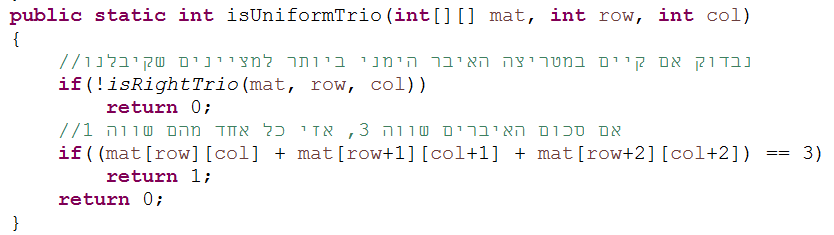 public static int isUniformTrio(int[][] mat, int row, int col)
{
//נבדוק אם קיים במטריצה האיבר הימני ביותר למציינים שקיבלנו
if(!isRightTrio(mat, row, col))
return 0;
//אם סכום האיברים שווה 3, אזי כל אחד מהם שווה 1
if((mat[row][col] + mat[row+1][col+1] + mat[row+2][col+2]) == 3)
return 1;
return 0;
}